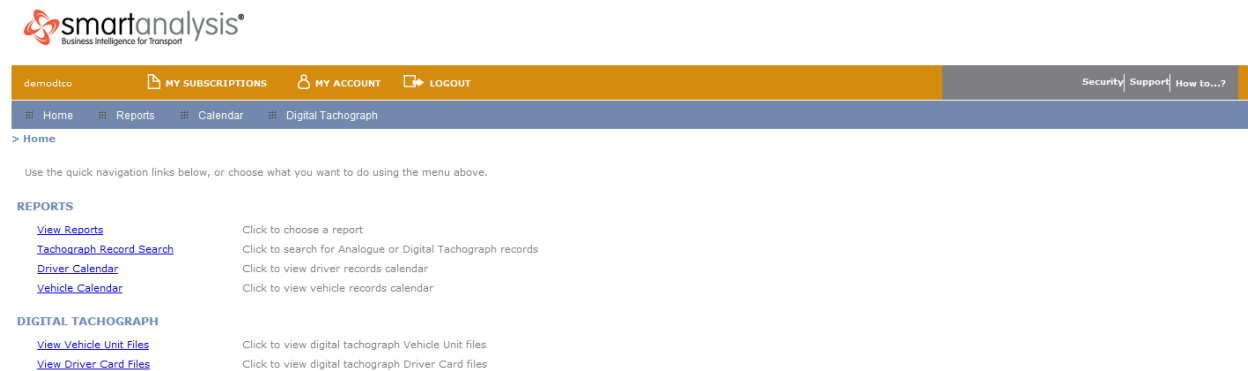 smartanalysis®
Business Intelligence for Transport
demodtco MY SUBSCRIPTIONS MY ACCOUNT LOGOUT Security Support How to...?
Home Reports Calendar Digital Tachograph
> Home
Use the quick navigation links below, or choose what you want to do using the menu above.
REPORTS
View Reports Click to choose a report
Tachograph Record Search Click to search for Analogue or Digital Tachograph records
Driver Calendar Click to view driver records calendar
Vehicle Calendar Click to view vehicle records calendar
DIGITAL TACHOGRAPH
View Vehicle Unit Files Click to view digital tachograph Vehicle Unit files
View Driver Card Files Click to view digital tachograph Driver Card files